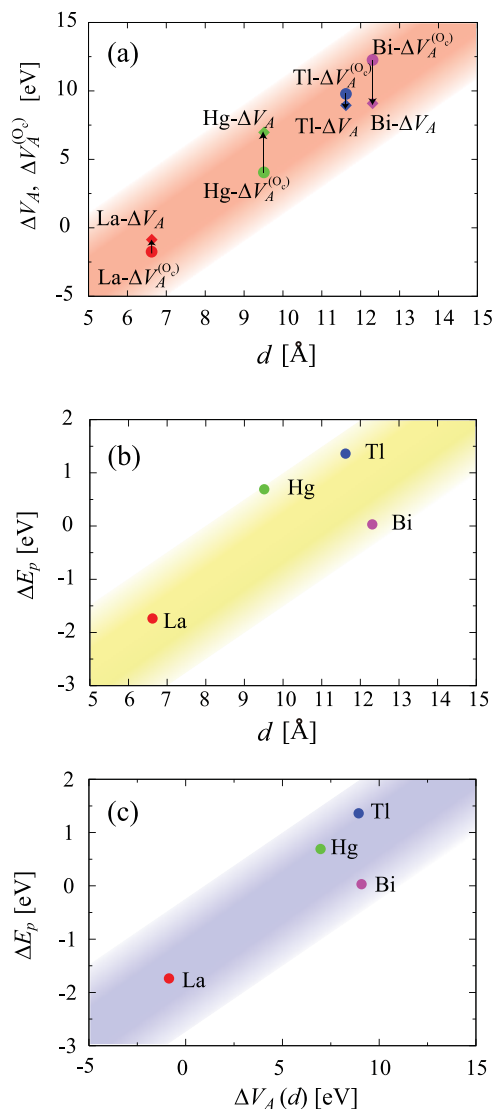 (a)
ΔV_A, ΔV_A^(O_c) [eV]
15
10
5
0
-5
Bi-ΔV_A^(O_c)
Tl-ΔV_A^(O_c)
Hg-ΔV_A
Tl-ΔV_A
Bi-ΔV_A
Hg-ΔV_A^(O_c)
La-ΔV_A
La-ΔV_A^(O_c)
5 6 7 8 9 10 11 12 13 14 15
d [Å]
(b)
ΔE_p [eV]
2
1
0
-1
-2
-3
Tl
Hg
Bi
La
5 6 7 8 9 10 11 12 13 14 15
d [Å]
(c)
ΔE_p [eV]
2
1
0
-1
-2
-3
Tl
Hg
Bi
La
-5 0 5 10 15
ΔV_A (d) [eV]